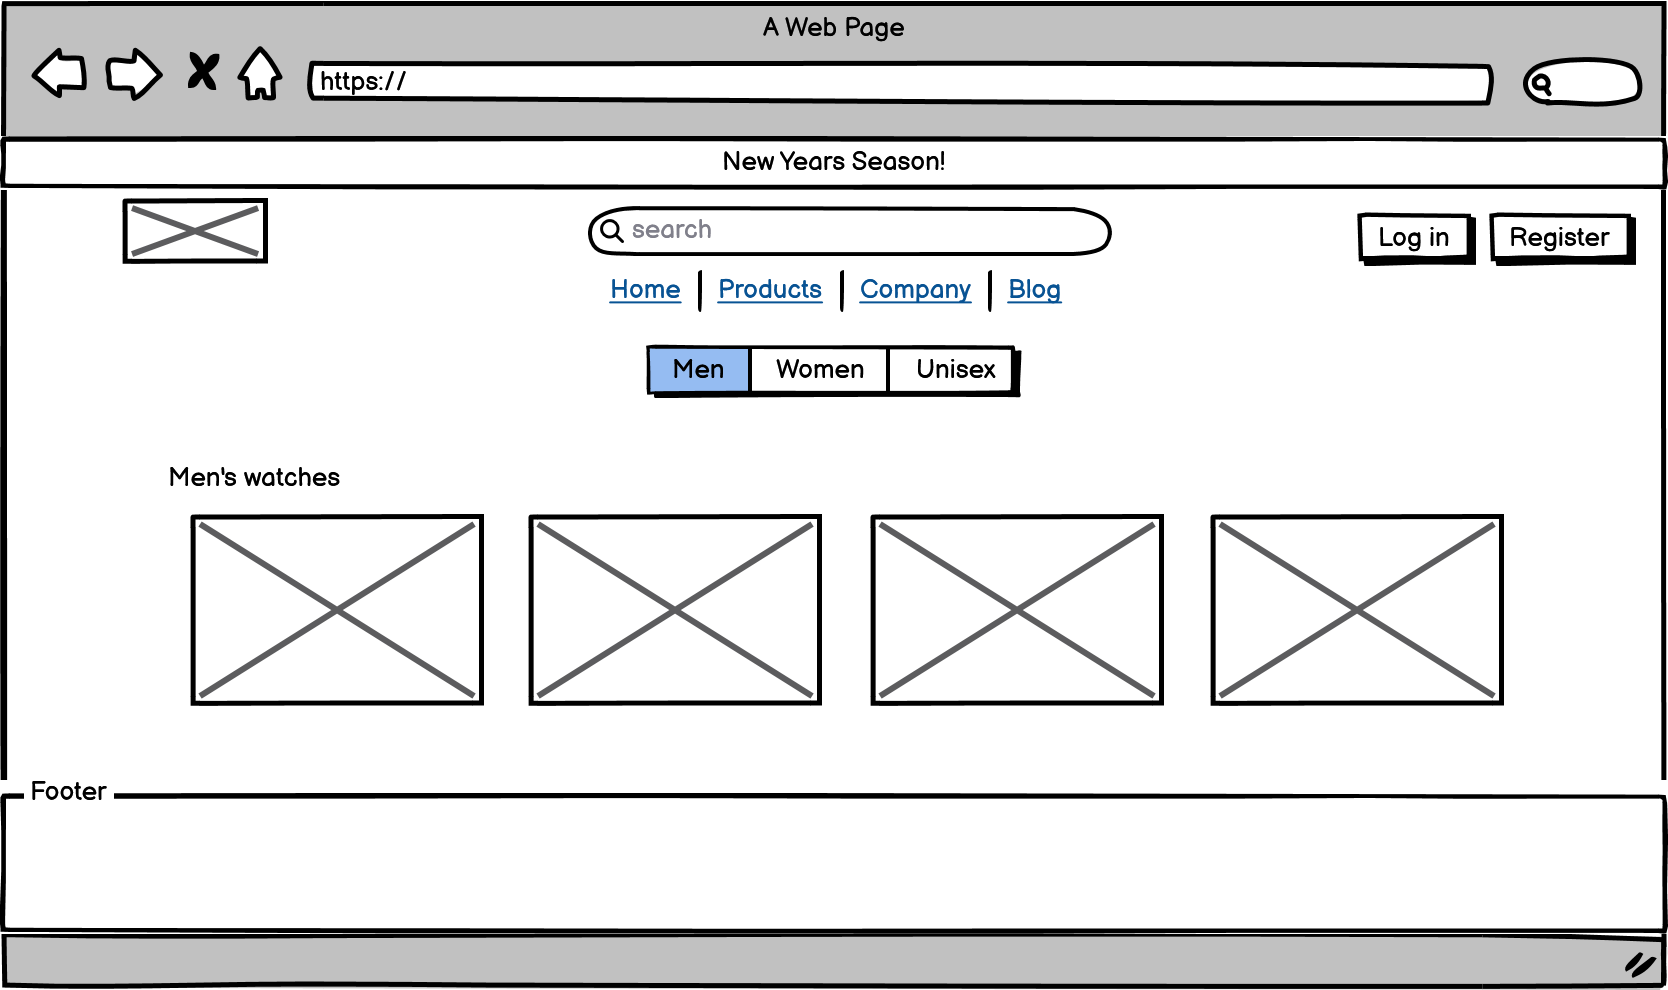 A Web Page
https://
New Years Season!
search
Log in
Register
Home
Products
Company
Blog
Men
Women
Unisex
Men's watches
Footer